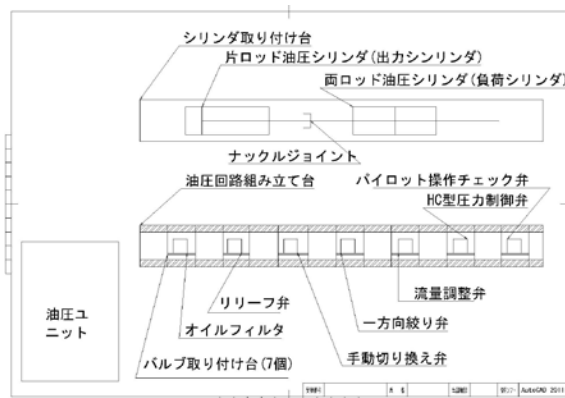 シリンダ取り付け台
片ロッド油圧シリンダ(出力シンリンダ)
両ロッド油圧シリンダ(負荷シリンダ)
ナックルジョイント
油圧回路組み立て台
パイロット操作チェック弁
HC型圧力制御弁
油圧ユ
ニット
リリーフ弁
オイルフィルタ
バルブ取り付け台(7個)
流量調整弁
一方向絞り弁
手動切り換え弁
AutoCAD 2011